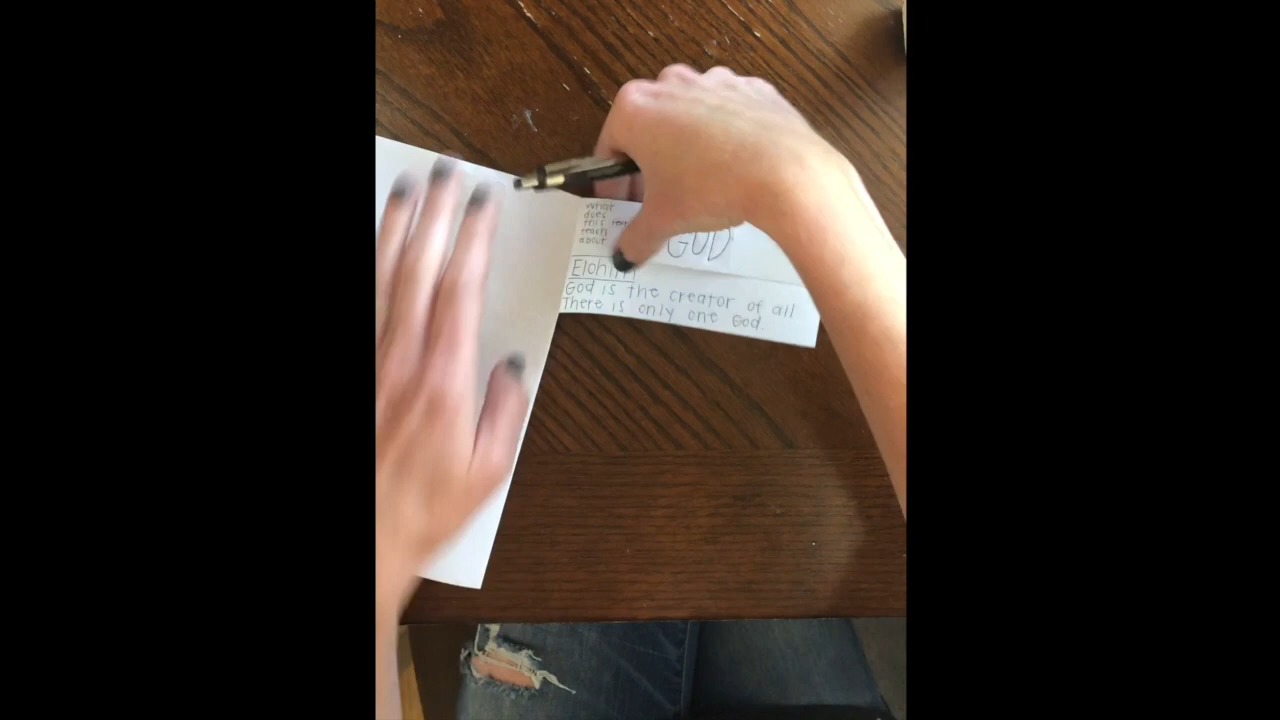 what
does
this
teach
about
GOD
Elohim
God is the creator of all
There is only one God.